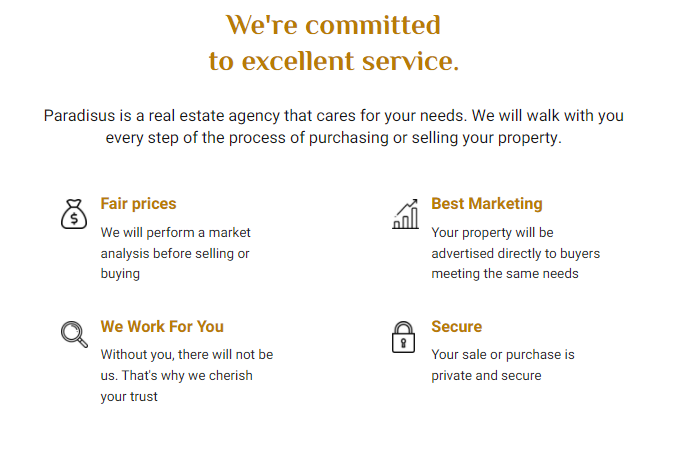 We're committed
to excellent service.
Paradisus is a real estate agency that cares for your needs. We will walk with you
every step of the process of purchasing or selling your property.
Fair prices
We will perform a market
analysis before selling or
buying
Best Marketing
Your property will be
advertised directly to buyers
meeting the same needs
We Work For You
Without you, there will not be
us. That's why we cherish
your trust
Secure
Your sale or purchase is
private and secure